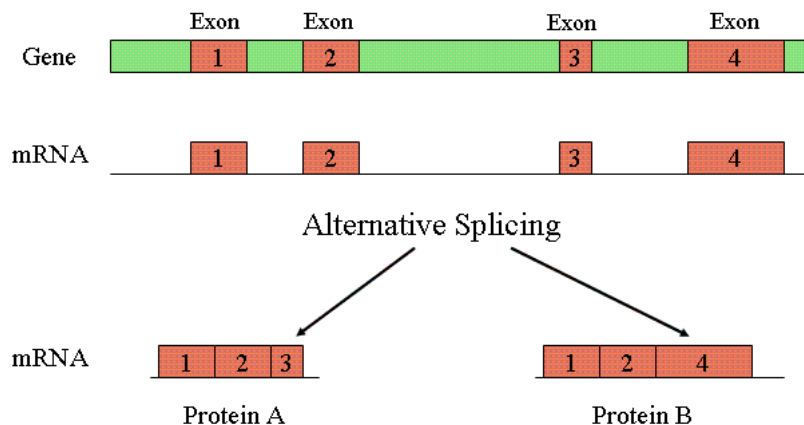 Exon Exon Exon Exon
Gene 1 2 3 4
mRNA 1 2 3 4
Alternative Splicing
mRNA 1 2 3 1 2 4
Protein A Protein B